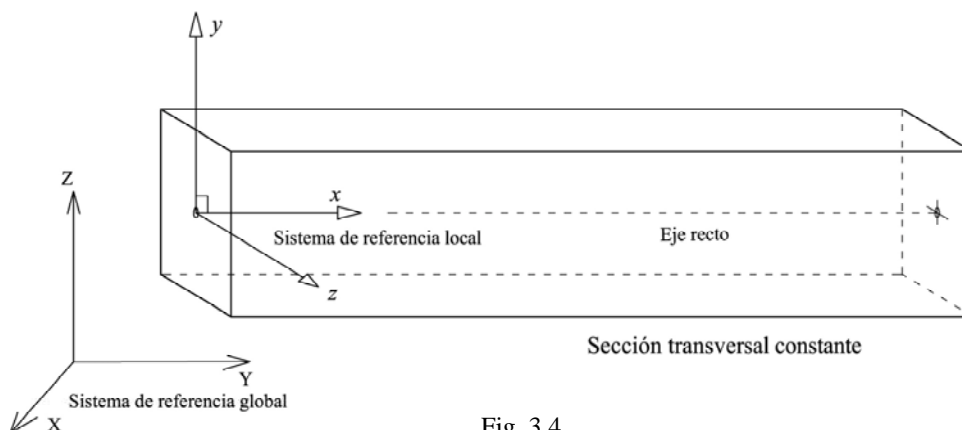 y
Z
x
Sistema de referencia local
Eje recto
z
Sección transversal constante
Y
Sistema de referencia global
X
Fig. 3.4